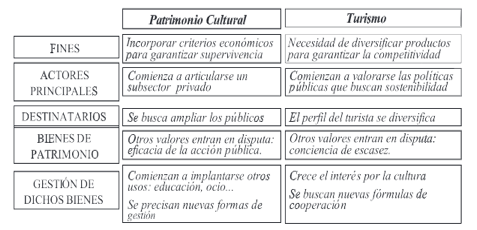 Patrimonio Cultural Turismo
FINES
Incorporar criterios económicos
para garantizar supervivencia
Necesidad de diversificar productos
para garantizar la competitividad
ACTORES
PRINCIPALES
Comienza a articularse un
subsector privado
Comienzan a valorarse las políticas
públicas que buscan sostenibilidad
DESTINATARIOS
Se busca ampliar los públicos
El perfil del turista se diversifica
BIENES DE
PATRIMONIO
Otros valores entran en disputa:
eficacia de la acción pública.
Otros valores entran en disputa:
conciencia de escasez.
GESTIÓN DE
DICHOS BIENES
Comienzan a implantarse otros
usos: educación, ocio...
Se precisan nuevas formas de
gestión
Crece el interés por la cultura
Se buscan nuevas fórmulas de
cooperación